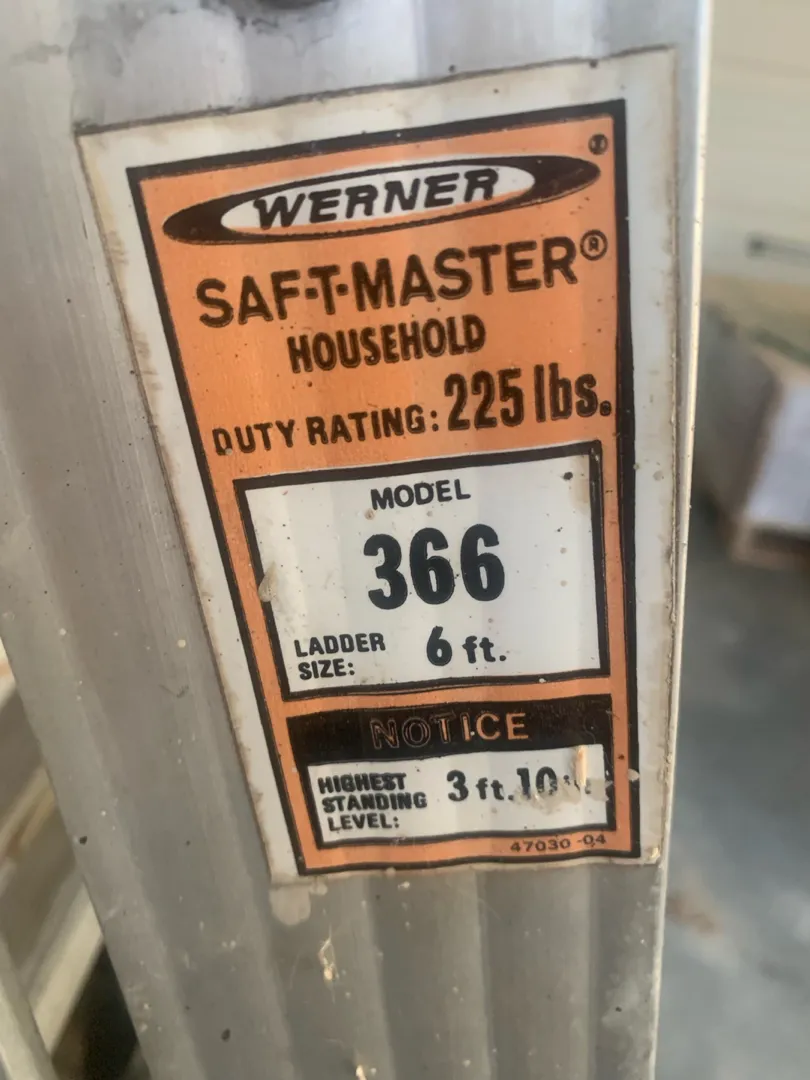 WERNER
SAF-T-MASTER®
HOUSEHOLD
DUTY RATING: 225 lbs.
MODEL
366
LADDER
SIZE: 6 ft.
NOTICE
HIGHEST
STANDING 3 ft. 10
LEVEL:
47030-04